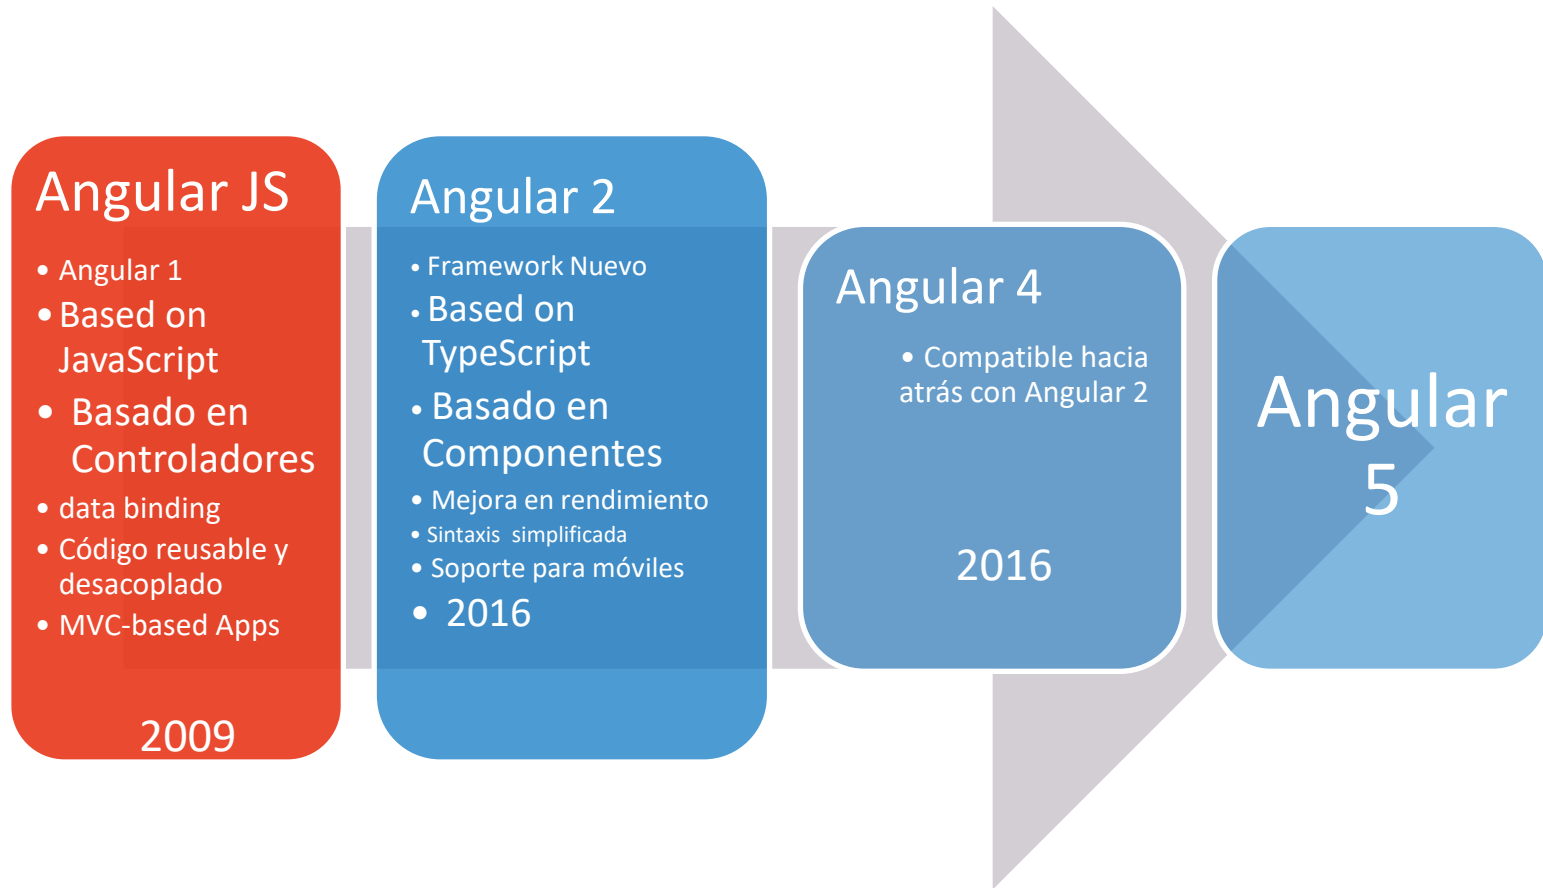 Angular JS
• Angular 1
• Based on
JavaScript
• Basado en
Controladores
• data binding
• Código reusable y
desacoplado
• MVC-based Apps
2009
Angular 2
• Framework Nuevo
• Based on
TypeScript
• Basado en
Componentes
• Mejora en rendimiento
• Sintaxis simplificada
• Soporte para móviles
• 2016
Angular 4
• Compatible hacia
atrás con Angular 2
2016
Angular
5